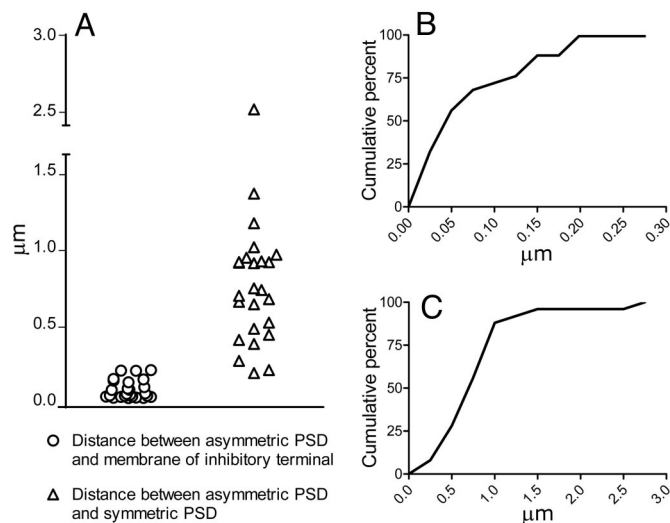 A
3.0
2.5
1.5
1.0
0.5
0.0
μm
Distance between asymmetric PSD
and membrane of inhibitory terminal
Distance between asymmetric PSD
and symmetric PSD
B
Cumulative percent
100
75
50
25
0
0.00 0.05 0.10 0.15 0.20 0.25 0.30
μm
C
Cumulative percent
100
75
50
25
0
0.0 0.5 1.0 1.5 2.0 2.5 3.0
μm